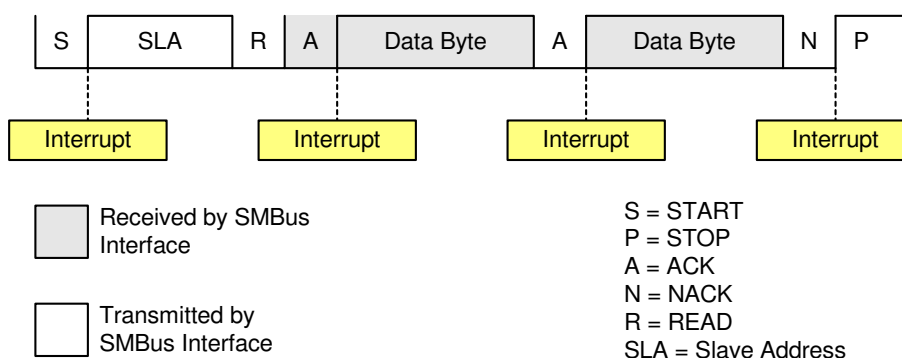 S SLA R A Data Byte A Data Byte N P
Interrupt Interrupt Interrupt Interrupt
Received by SMBus
Interface
Transmitted by
SMBus Interface
S = START
P = STOP
A = ACK
N = NACK
R = READ
SLA = Slave Address